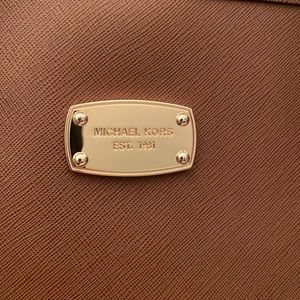 MICHAEL KORS
EST. 1981